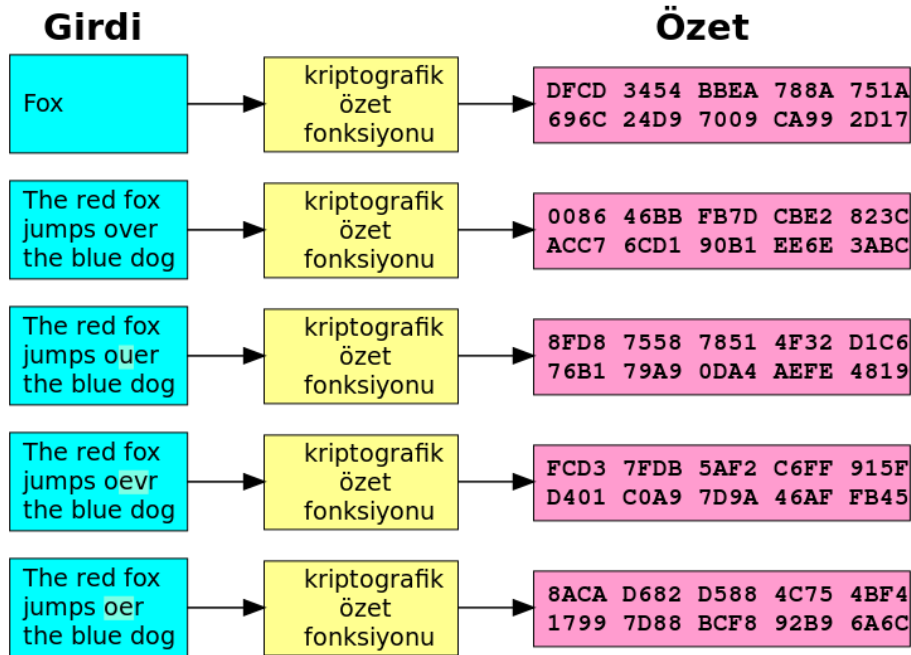 Girdi
Özet
Fox
kriptografik
özet
fonksiyonu
DFCD 3454 BBEA 788A 751A
696C 24D9 7009 CA99 2D17
The red fox
jumps over
the blue dog
kriptografik
özet
fonksiyonu
0086 46BB FB7D CBE2 823C
ACC7 6CD1 90B1 EE6E 3ABC
The red fox
jumps ouer
the blue dog
kriptografik
özet
fonksiyonu
8FD8 7558 7851 4F32 D1C6
76B1 79A9 0DA4 AEFE 4819
The red fox
jumps oevr
the blue dog
kriptografik
özet
fonksiyonu
FCD3 7FDB 5AF2 C6FF 915F
D401 C0A9 7D9A 46AF FB45
The red fox
jumps oer
the blue dog
kriptografik
özet
fonksiyonu
8ACA D682 D588 4C75 4BF4
1799 7D88 BCF8 92B9 6A6C